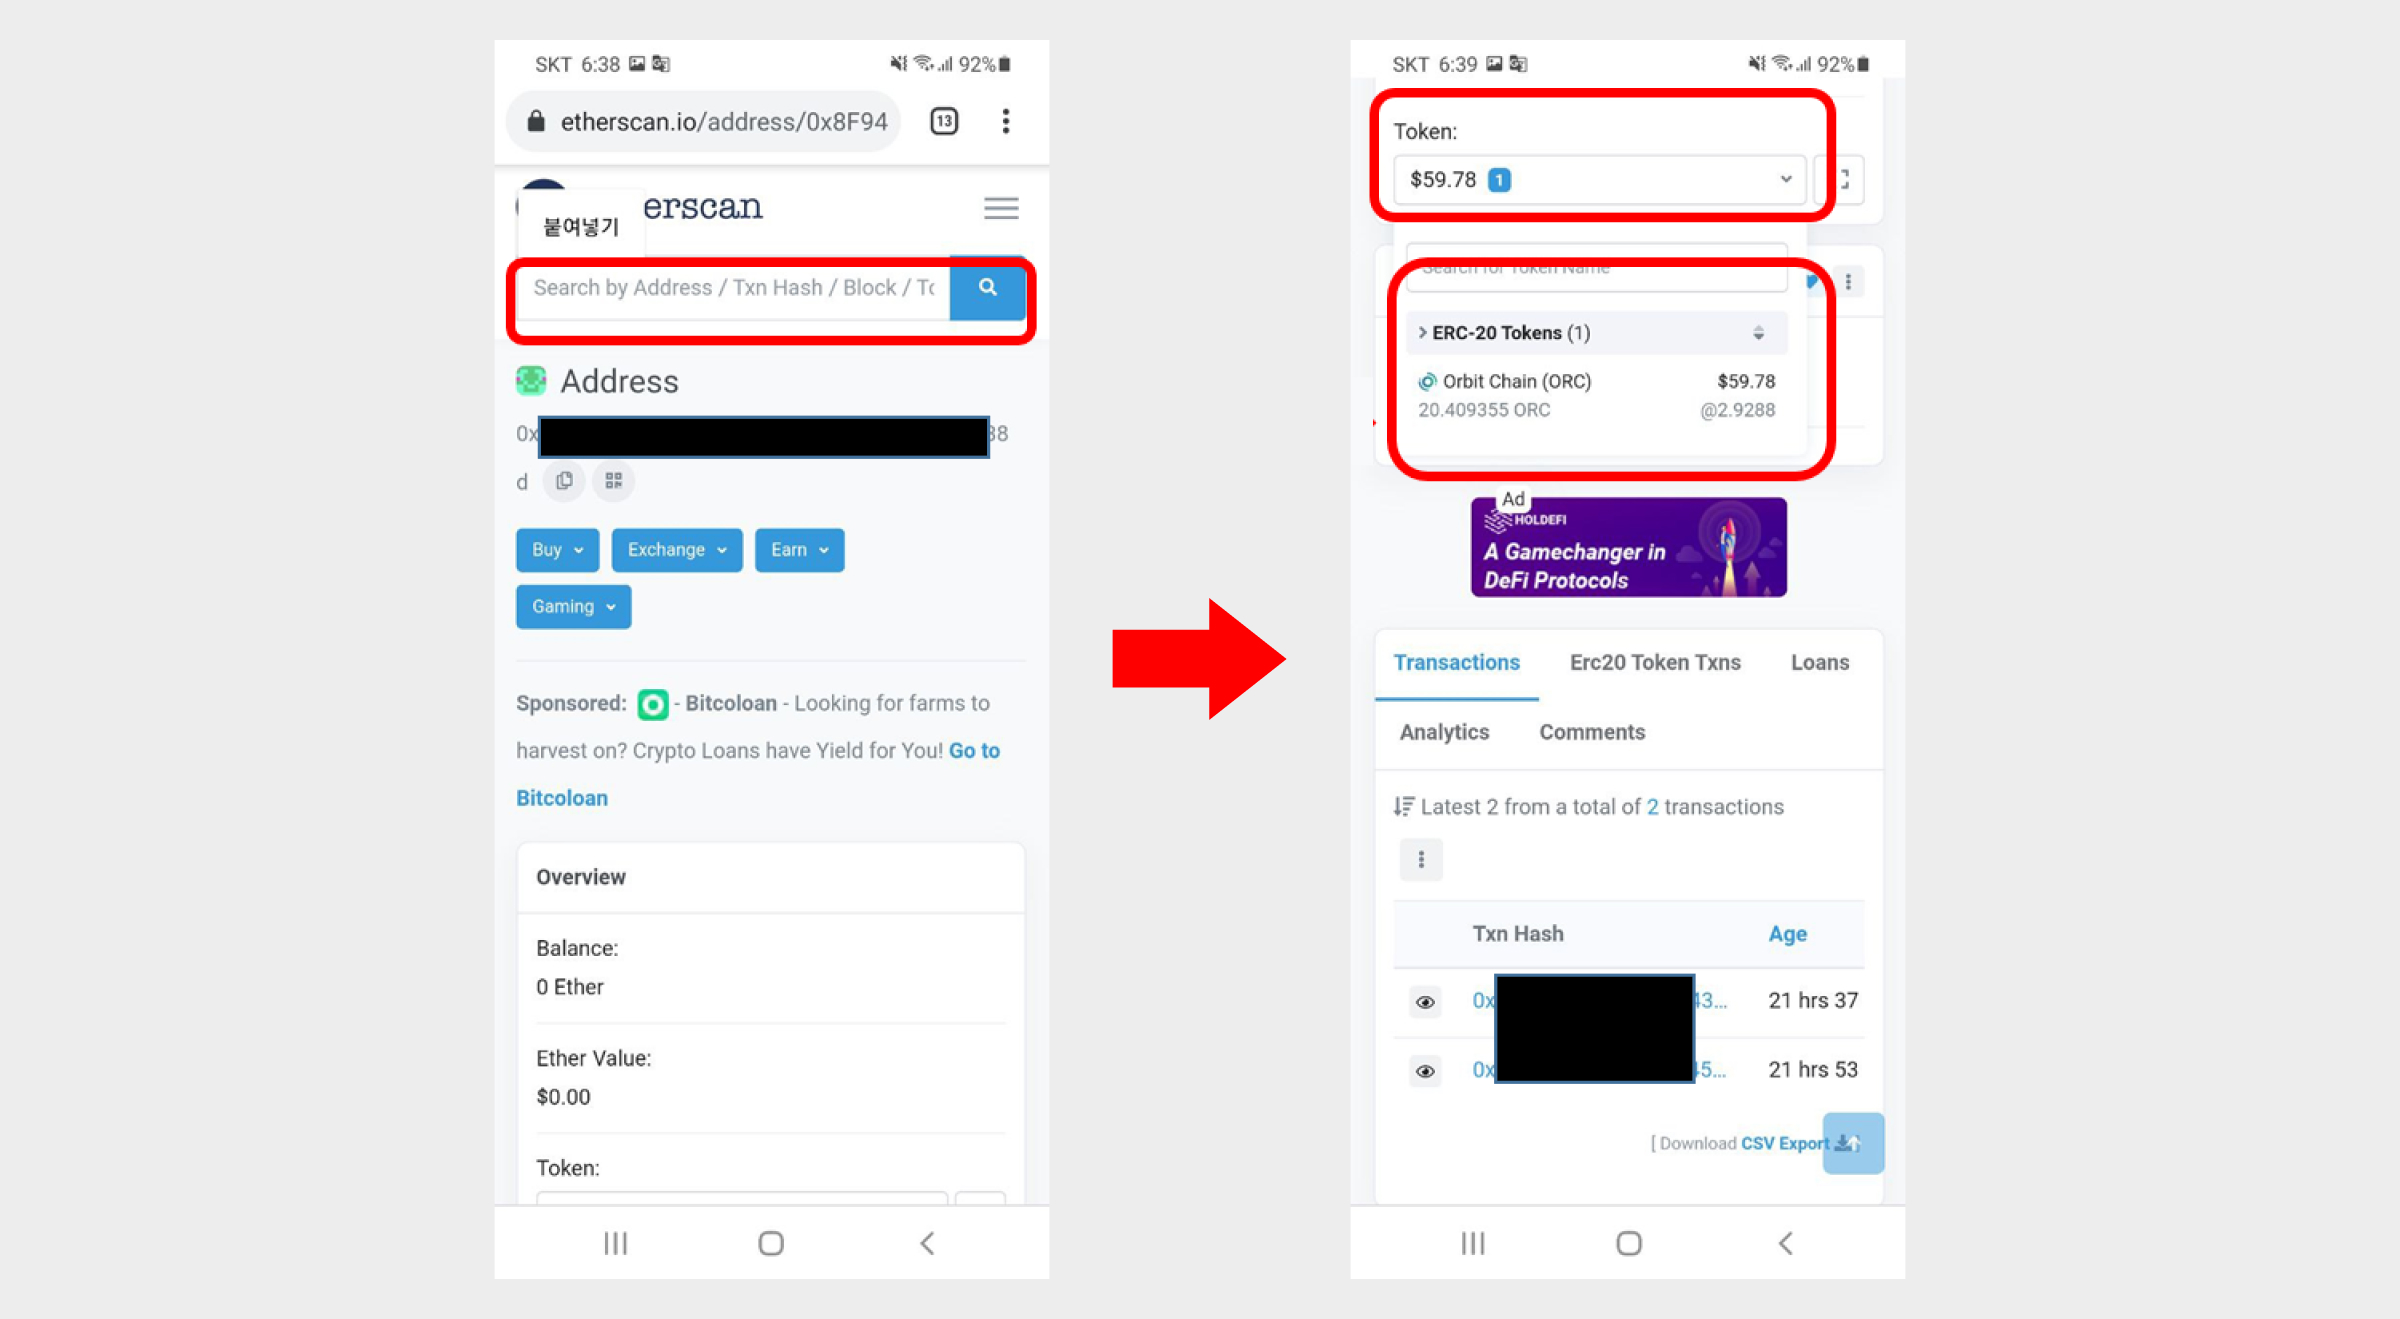 SKT 6:38
92%
etherscan.io/address/0x8F94
13
erscan
붙여넣기
Search by Address / Txn Hash / Block / To
Address
0x
38
d
Buy
Exchange
Earn
Gaming
Sponsored: - Bitcoloan - Looking for farms to
harvest on? Crypto Loans have Yield for You! Go to
Bitcoloan
Overview
Balance:
0 Ether
Ether Value:
$0.00
Token:
SKT 6:39
92%
Token:
$59.78 1
Search for Token Name
ERC-20 Tokens (1)
Orbit Chain (ORC) $59.78
20.409355 ORC @2.9288
Ad
HOLDEFI
A Gamechanger in
DeFi Protocols
Transactions Erc20 Token Txns Loans
Analytics Comments
Latest 2 from a total of 2 transactions
Txn Hash Age
0x 43... 21 hrs 37
0x 45... 21 hrs 53
[ Download CSV Export